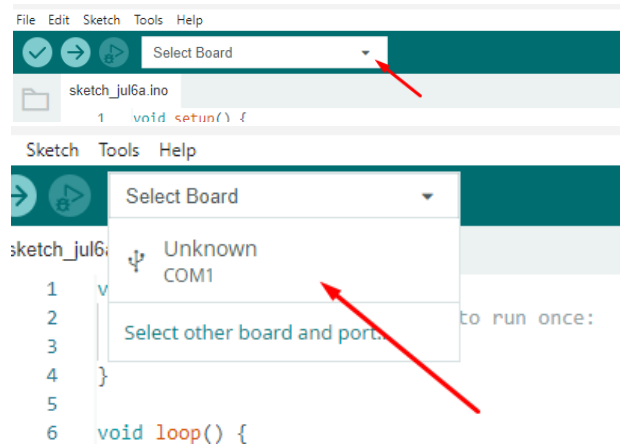 File Edit Sketch Tools Help
Select Board
sketch_jul6a.ino
1 void setup() {
Sketch Tools Help
Select Board
sketch_jul6a
Unknown
COM1
1 v
2 to run once:
Select other board and port...
3
4 }
5
6 void loop() {